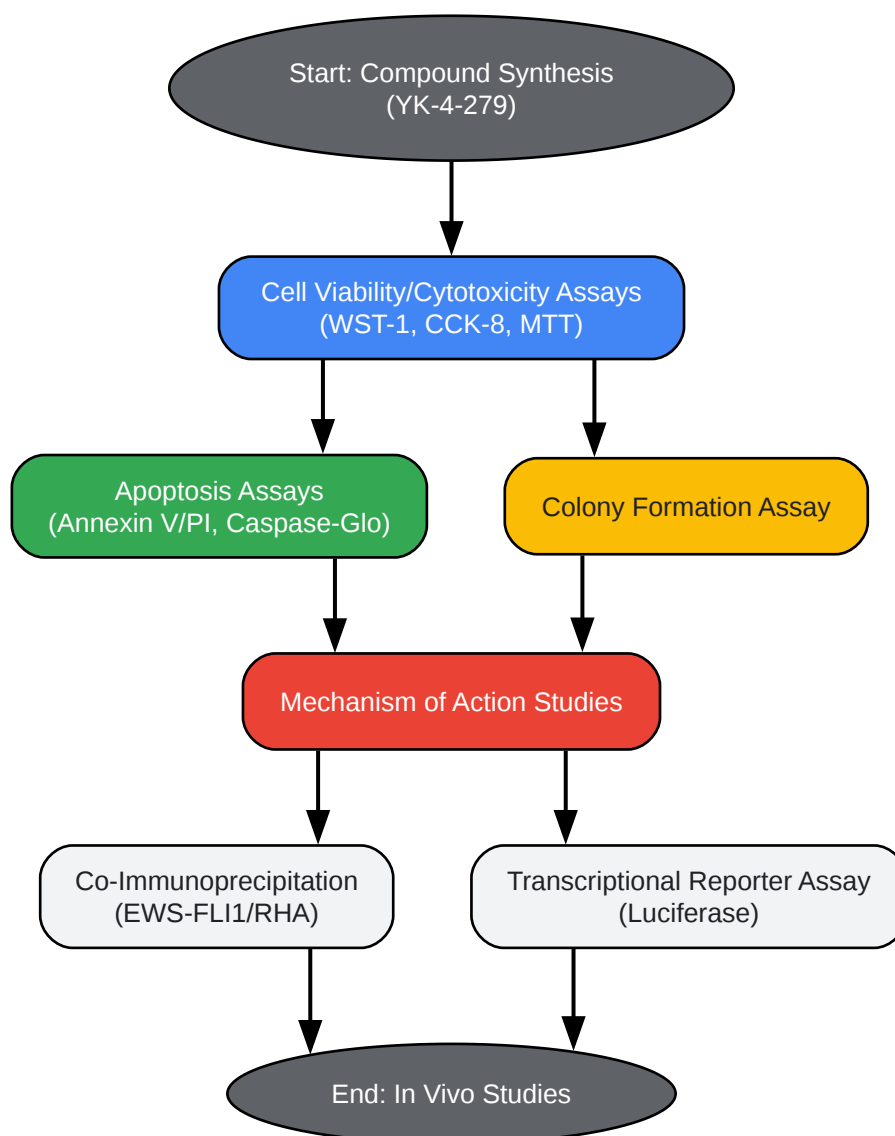 Start: Compound Synthesis
(YK-4-279)
Cell Viability/Cytotoxicity Assays
(WST-1, CCK-8, MTT)
Apoptosis Assays
(Annexin V/PI, Caspase-Glo)
Colony Formation Assay
Mechanism of Action Studies
Co-Immunoprecipitation
(EWS-FLI1/RHA)
Transcriptional Reporter Assay
(Luciferase)
End: In Vivo Studies